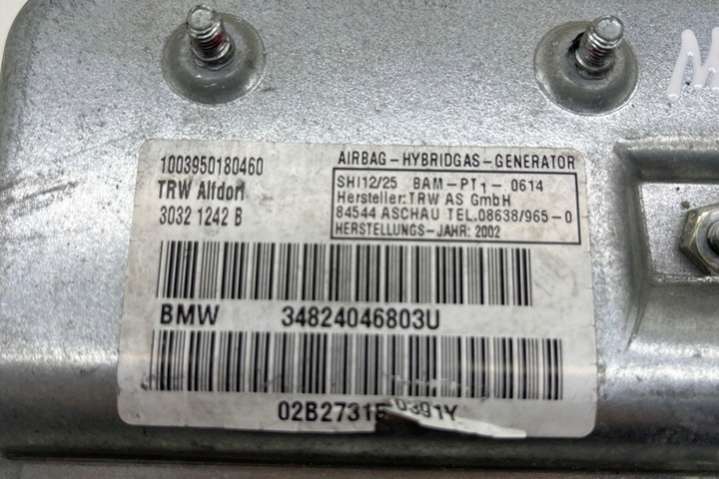 1003950180460
TRW Alfdorf
3032 1242 B
AIRBAG-HYBRIDGAS-GENERATOR
SHI12/25 BAM-PT1-0614
Hersteller:TRW AS GmbH
84544 ASCHAU TEL.08638/965-0
HERSTELLUNGS-JAHR: 2002
BMW 34824046803U